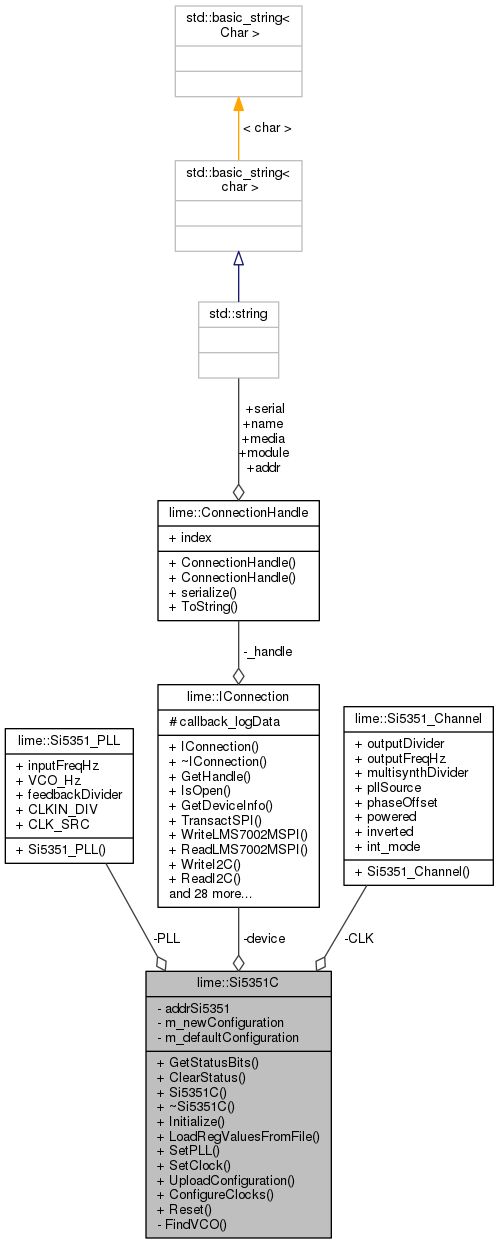 std::basic_string<
Char >
< char >
std::basic_string<
char >
std::string
+serial
+name
+media
+module
+addr
lime::ConnectionHandle
+ index
+ ConnectionHandle()
+ ConnectionHandle()
+ serialize()
+ ToString()
-_handle
lime::Si5351_PLL
+ inputFreqHz
+ VCO_Hz
+ feedbackDivider
+ CLKIN_DIV
+ CLK_SRC
+ Si5351_PLL()
lime::IConnection
# callback_logData
+ IConnection()
+ ~IConnection()
+ GetHandle()
+ IsOpen()
+ GetDeviceInfo()
+ TransactSPI()
+ WriteLMS7002MSPI()
+ ReadLMS7002MSPI()
+ WriteI2C()
+ ReadI2C()
and 28 more...
lime::Si5351_Channel
+ outputDivider
+ outputFreqHz
+ multisynthDivider
+ pllSource
+ phaseOffset
+ powered
+ inverted
+ int_mode
+ Si5351_Channel()
-PLL
-device
-CLK
lime::Si5351C
- addrSi5351
- m_newConfiguration
- m_defaultConfiguration
+ GetStatusBits()
+ ClearStatus()
+ Si5351C()
+ ~Si5351C()
+ Initialize()
+ LoadRegValuesFromFile()
+ SetPLL()
+ SetClock()
+ UploadConfiguration()
+ ConfigureClocks()
+ Reset()
- FindVCO()